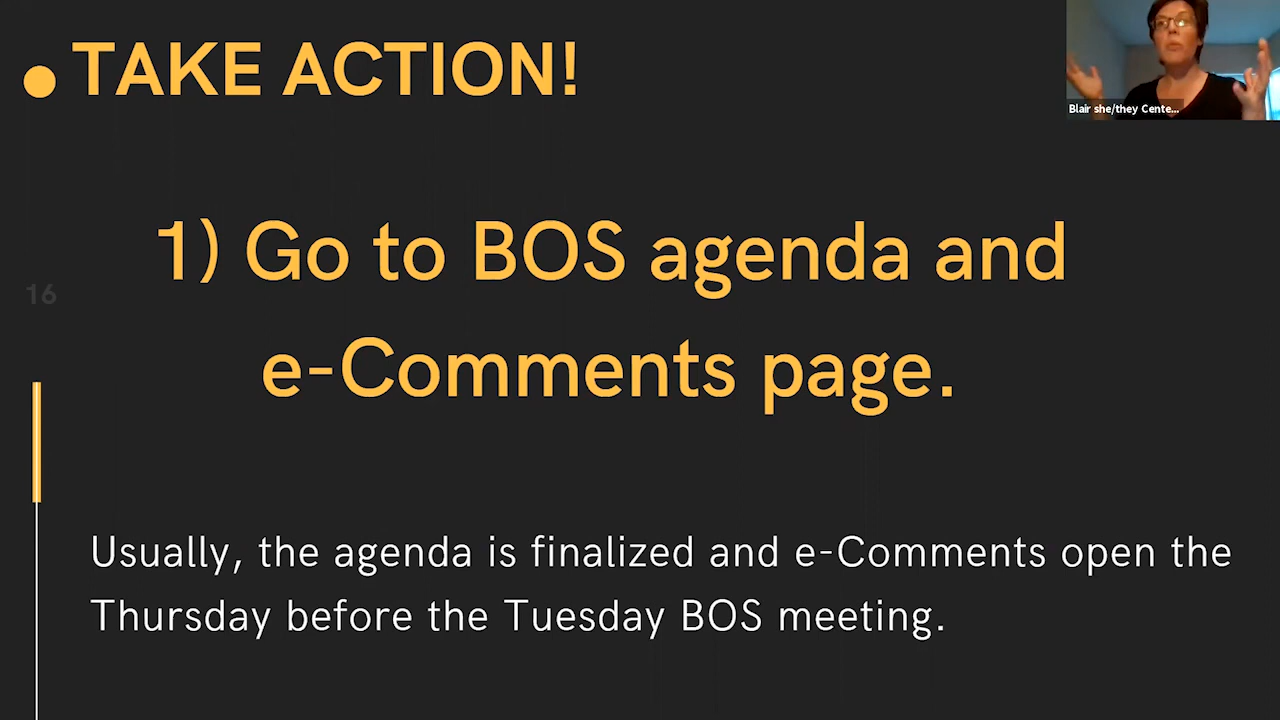 TAKE ACTION!
Blair she/they Cente...
1) Go to BOS agenda and
16
e-Comments page.
Usually, the agenda is finalized and e-Comments open the
Thursday before the Tuesday BOS meeting.